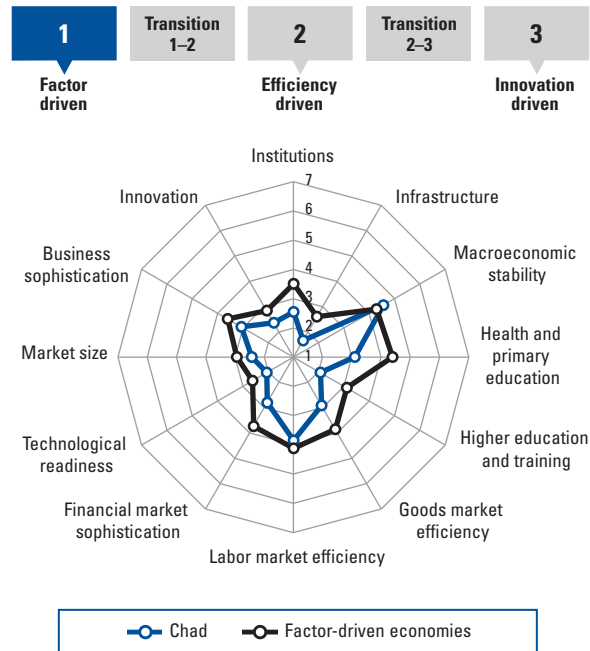 1
Transition
1–2
2
Transition
2–3
3
Factor
driven
Efficiency
driven
Innovation
driven
Institutions
Innovation
Infrastructure
Business
sophistication
Macroeconomic
stability
Market size
Health and
primary
education
Technological
readiness
Higher education
and training
Financial market
sophistication
Goods market
efficiency
Labor market efficiency
7
6
5
4
3
2
1
Chad
Factor-driven economies